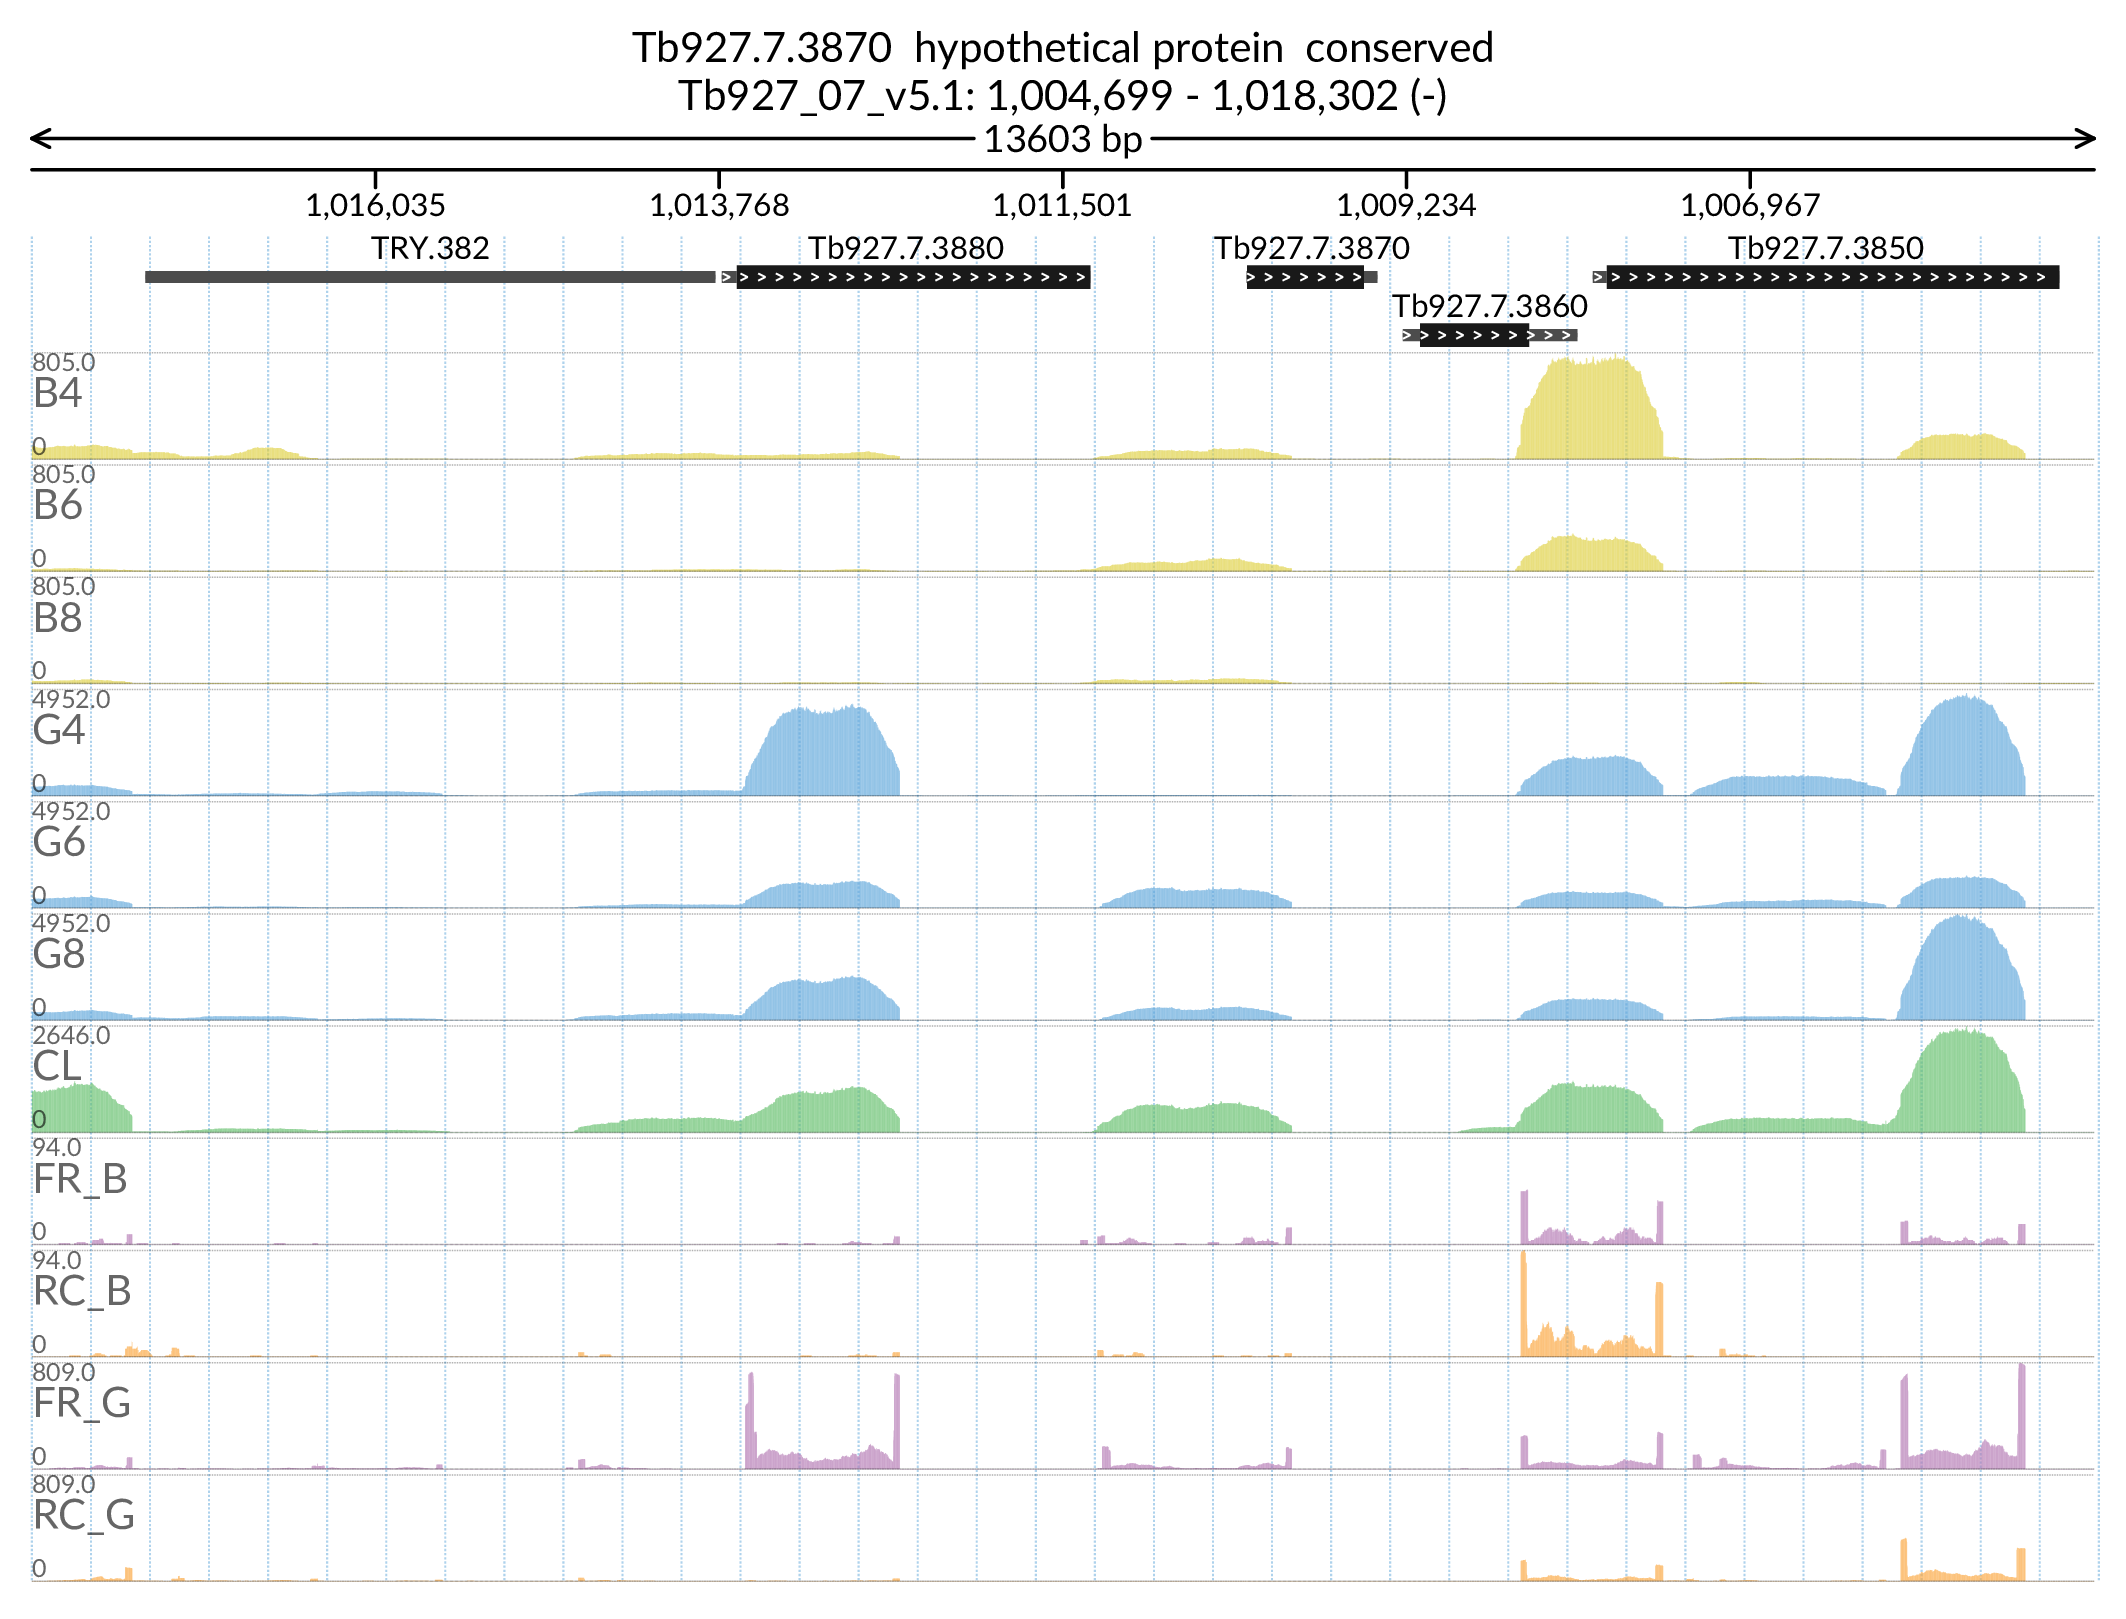 Tb927.7.3870 hypothetical protein conserved
Tb927_07_v5.1: 1,004,699 - 1,018,302 (-)
13603 bp
1,016,035 1,013,768 1,011,501 1,009,234 1,006,967
TRY.382 Tb927.7.3880 Tb927.7.3870 Tb927.7.3850
Tb927.7.3860
805.0
B4
0
805.0
B6
0
805.0
B8
0
4952.0
G4
0
4952.0
G6
0
4952.0
G8
0
2646.0
CL
0
94.0
FR_B
0
94.0
RC_B
0
809.0
FR_G
0
809.0
RC_G
0